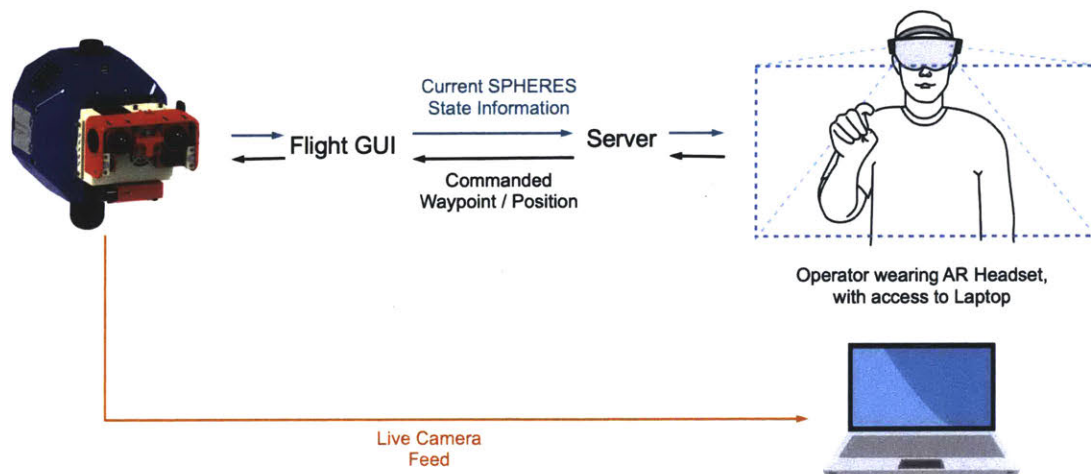 Current SPHERES
State Information
Flight GUI
Server
Commanded
Waypoint / Position
Operator wearing AR Headset,
with access to Laptop
Live Camera
Feed